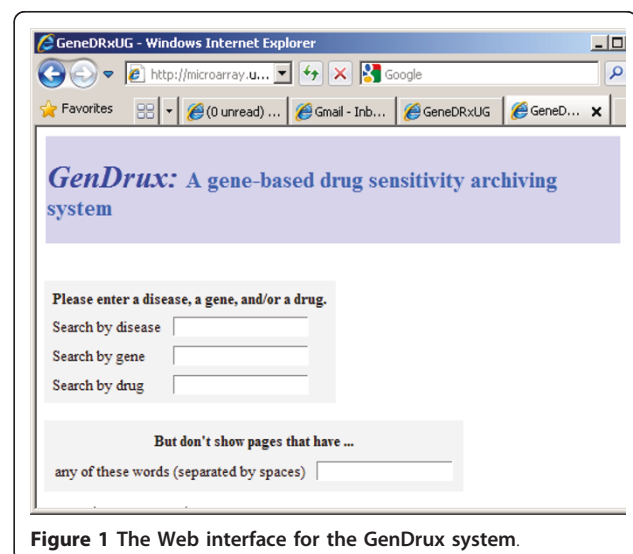 GeneDRxUG - Windows Internet Explorer
http://microarray.u... Google
Favorites (0 unread) ... Gmail - Inb... GeneDRxUG GeneD... x
GenDrux: A gene-based drug sensitivity archiving
system
Please enter a disease, a gene, and/or a drug.
Search by disease
Search by gene
Search by drug
But don't show pages that have ...
any of these words (separated by spaces)
Figure 1 The Web interface for the GenDrux system.